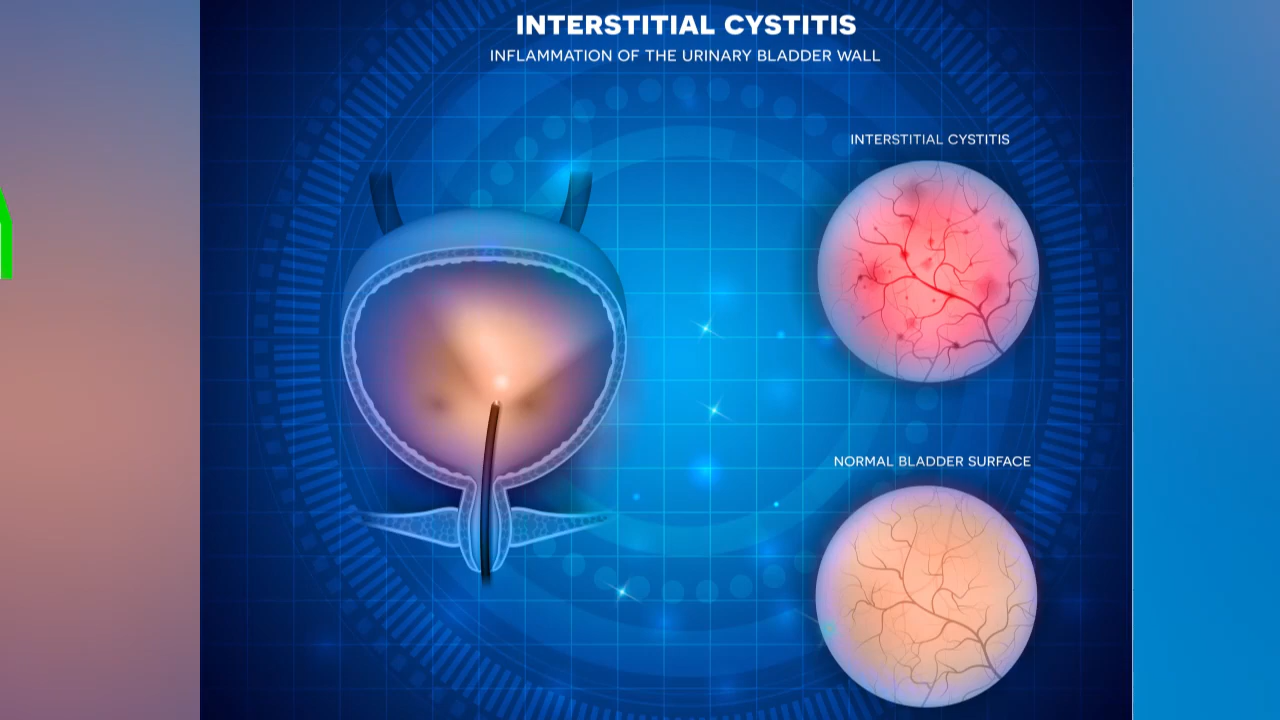 INTERSTITIAL CYSTITIS
INFLAMMATION OF THE URINARY BLADDER WALL
INTERSTITIAL CYSTITIS
NORMAL BLADDER SURFACE